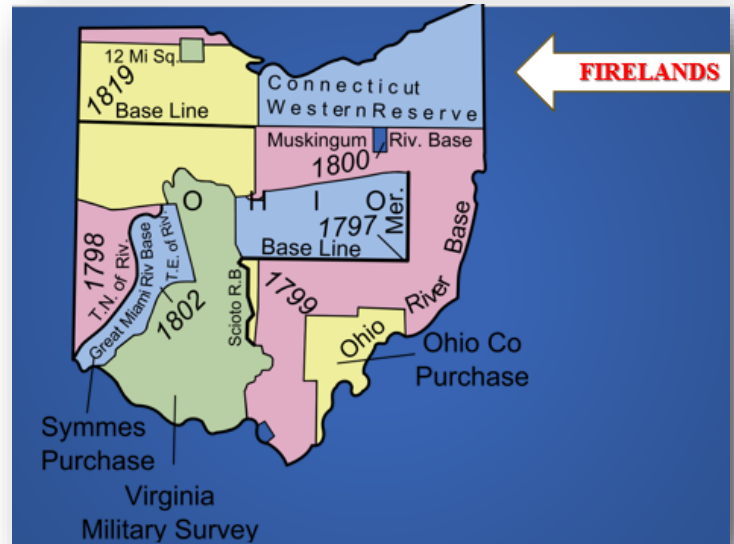 12 Mi Sq.
1819
Base Line
Connecticut
Western Reserve
FIRELANDS
Muskingum Riv. Base
1800
OHIO
1797
Mer.
Base Line
1798
T.N. of Riv.
Great Miami Riv Base
T.E. of Riv.
1802
Scioto R.B.
1799
Ohio River Base
Ohio Co
Purchase
Symmes
Purchase
Virginia
Military Survey